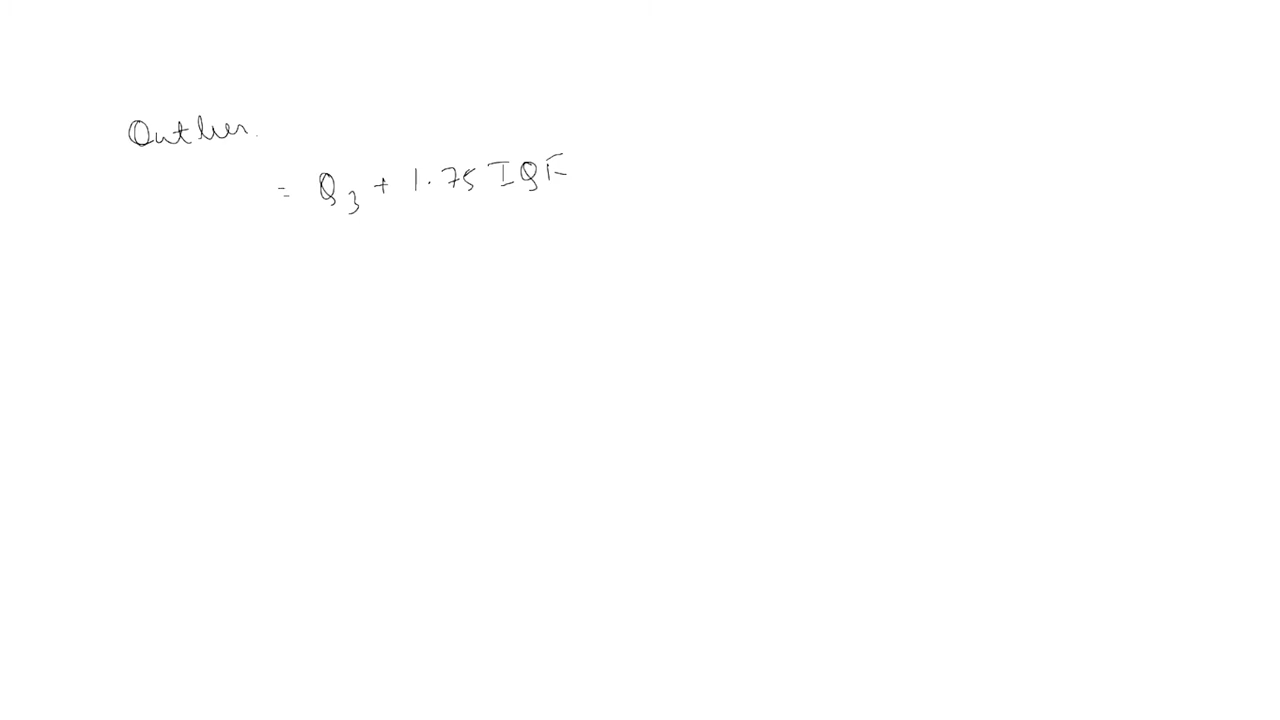 Outlier.
= Q₃ + 1.75 IQR